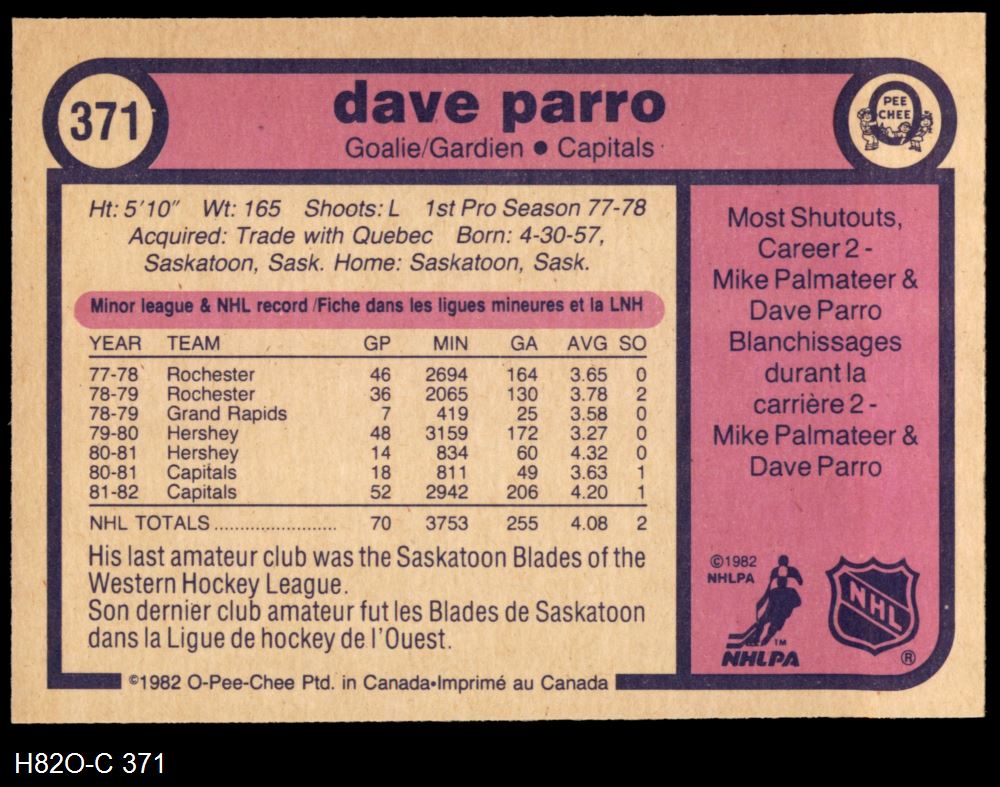 371
dave parro
Goalie/Gardien • Capitals
O
PEE
CHEE
Ht: 5'10" Wt: 165 Shoots: L 1st Pro Season 77-78
Acquired: Trade with Quebec Born: 4-30-57,
Saskatoon, Sask. Home: Saskatoon, Sask.
Minor league & NHL record /Fiche dans les ligues mineures et la LNH
YEAR TEAM GP MIN GA AVG SO
77-78 Rochester 46 2694 164 3.65 0
78-79 Rochester 36 2065 130 3.78 2
78-79 Grand Rapids 7 419 25 3.58 0
79-80 Hershey 48 3159 172 3.27 0
80-81 Hershey 14 834 60 4.32 0
80-81 Capitals 18 811 49 3.63 1
81-82 Capitals 52 2942 206 4.20 1
NHL TOTALS ........................ 70 3753 255 4.08 2
His last amateur club was the Saskatoon Blades of the
Western Hockey League.
Son dernier club amateur fut les Blades de Saskatoon
dans la Ligue de hockey de l'Ouest.
©1982 O-Pee-Chee Ptd. in Canada•Imprimé au Canada
Most Shutouts,
Career 2 -
Mike Palmateer &
Dave Parro
Blanchissages
durant la
carrière 2 -
Mike Palmateer &
Dave Parro
©1982
NHLPA
TM
NHLPA
NHL
®
H82O-C 371